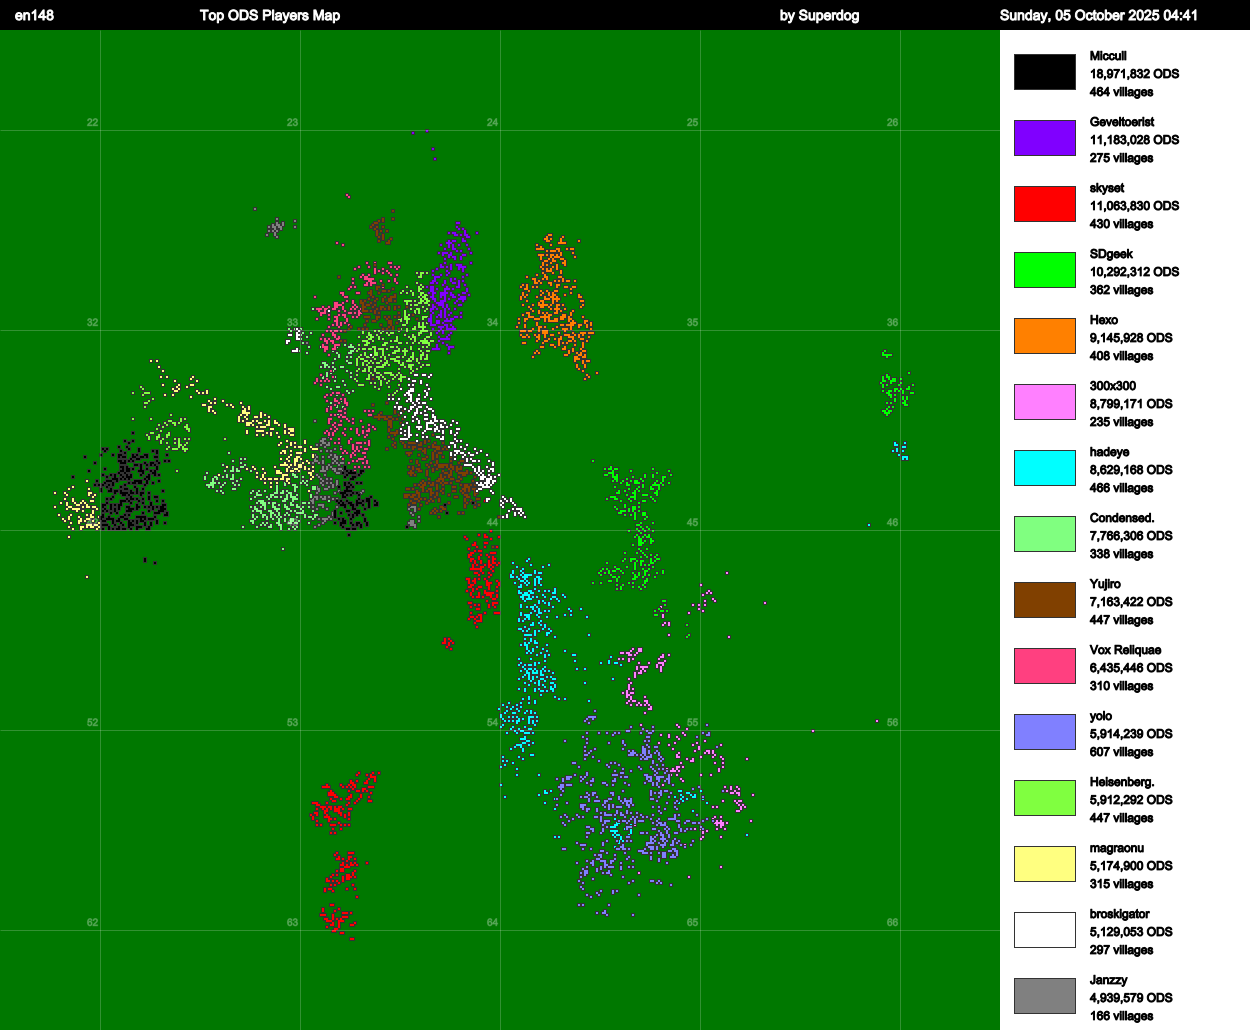 en148 Top ODS Players Map by Superdog Sunday, 05 October 2025 04:41
Miccull
18,971,832 ODS
464 villages
22 23 24 25 26
Geveltoerist
11,183,028 ODS
275 villages
skyset
11,063,830 ODS
430 villages
SDgeek
10,292,312 ODS
362 villages
32 33 34 35 36
Hexo
9,145,928 ODS
408 villages
300x300
8,799,171 ODS
235 villages
hadeye
8,629,168 ODS
466 villages
Condensed.
7,766,306 ODS
338 villages
44 45 46
Yujiro
7,163,422 ODS
447 villages
Vox Reliquae
6,435,446 ODS
310 villages
yolo
5,914,239 ODS
607 villages
52 53 54 55 56
Heisenberg.
5,912,292 ODS
447 villages
magraonu
5,174,900 ODS
315 villages
broskigator
5,129,053 ODS
297 villages
62 63 64 65 66
Janzzy
4,939,579 ODS
166 villages